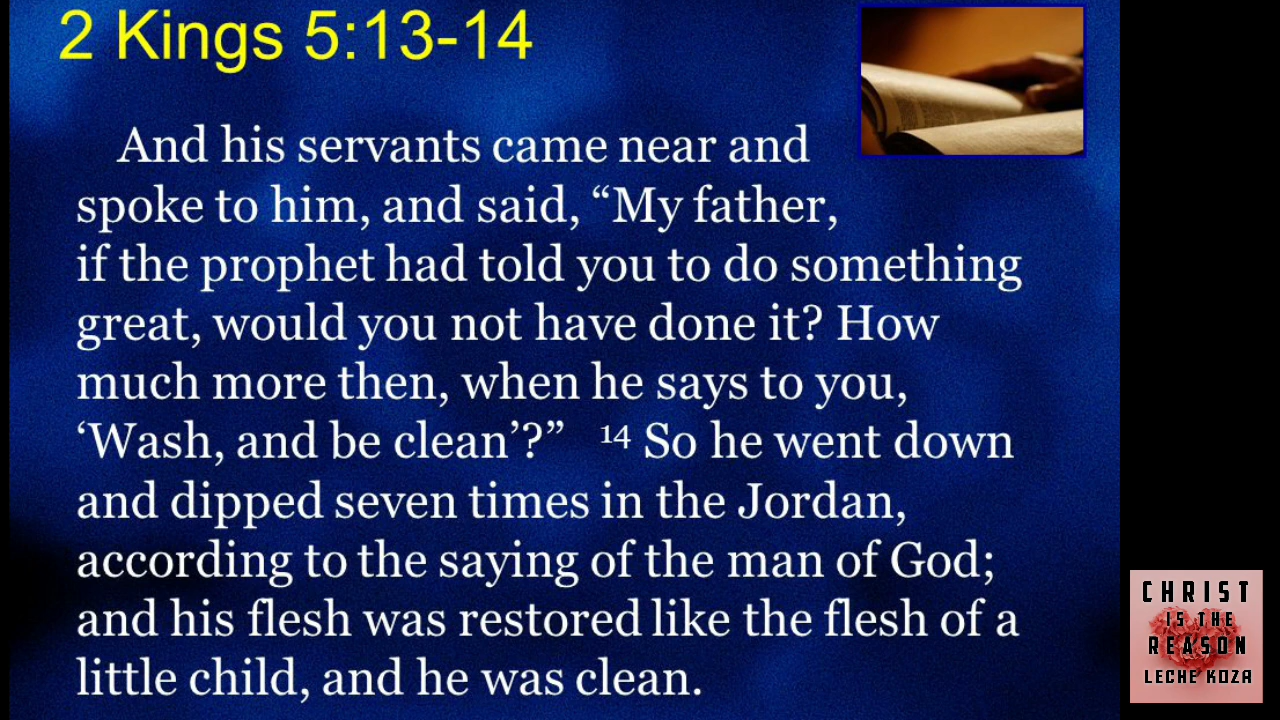 2 Kings 5:13-14
And his servants came near and
spoke to him, and said, “My father,
if the prophet had told you to do something
great, would you not have done it? How
much more then, when he says to you,
‘Wash, and be clean’?” 14 So he went down
and dipped seven times in the Jordan,
according to the saying of the man of God;
and his flesh was restored like the flesh of a
little child, and he was clean.
CHRIST
IS THE
REASON
LECHE KOZA